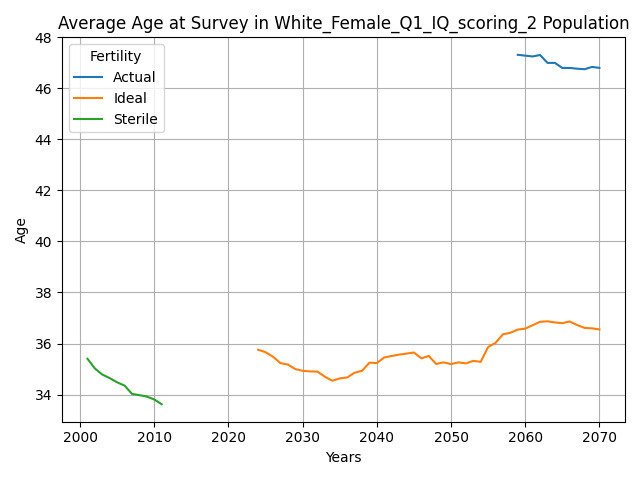 Average Age at Survey in White_Female_Q1_IQ_scoring_2 Population
Fertility
Actual
Ideal
Sterile
48
46
44
42
40
38
36
34
Age
2000 2010 2020 2030 2040 2050 2060 2070
Years